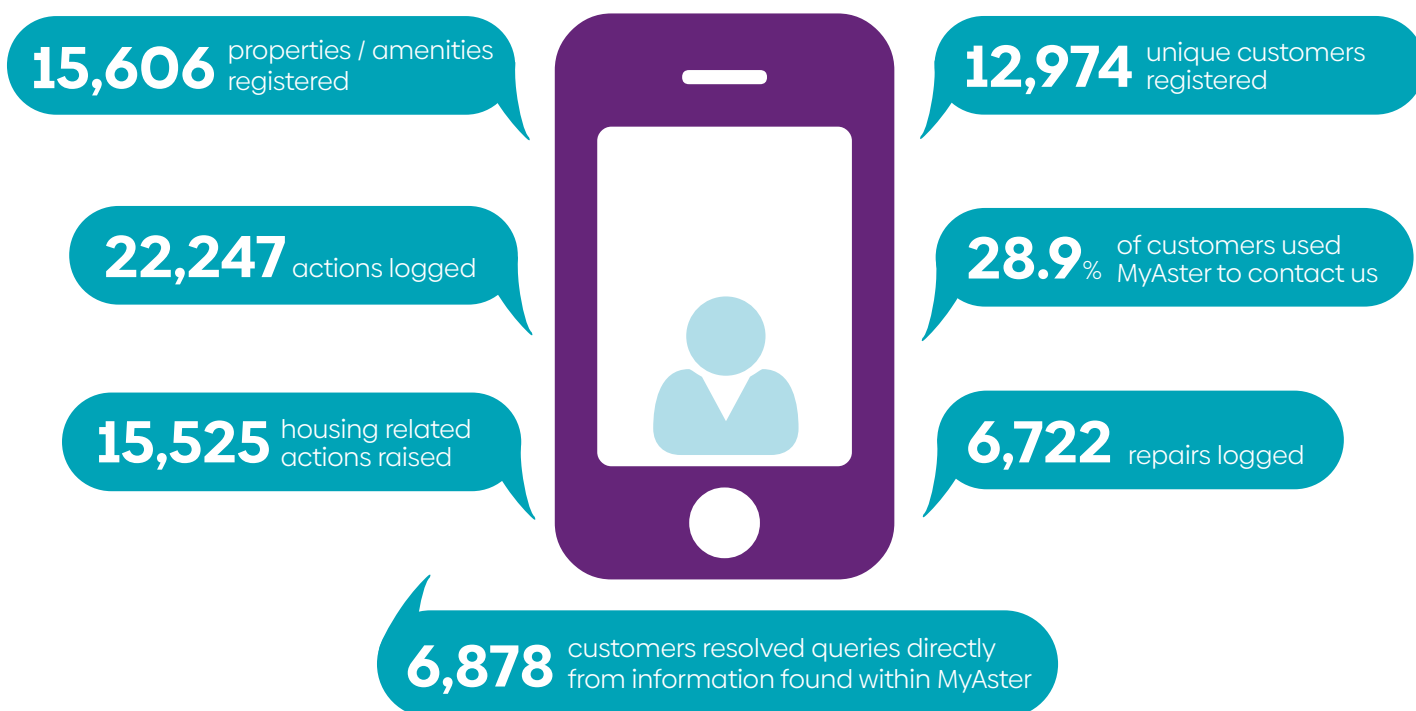 15,606 properties / amenities
registered
12,974 unique customers
registered
22,247 actions logged
28.9% of customers used
MyAster to contact us
15,525 housing related
actions raised
6,722 repairs logged
6,878 customers resolved queries directly
from information found within MyAster